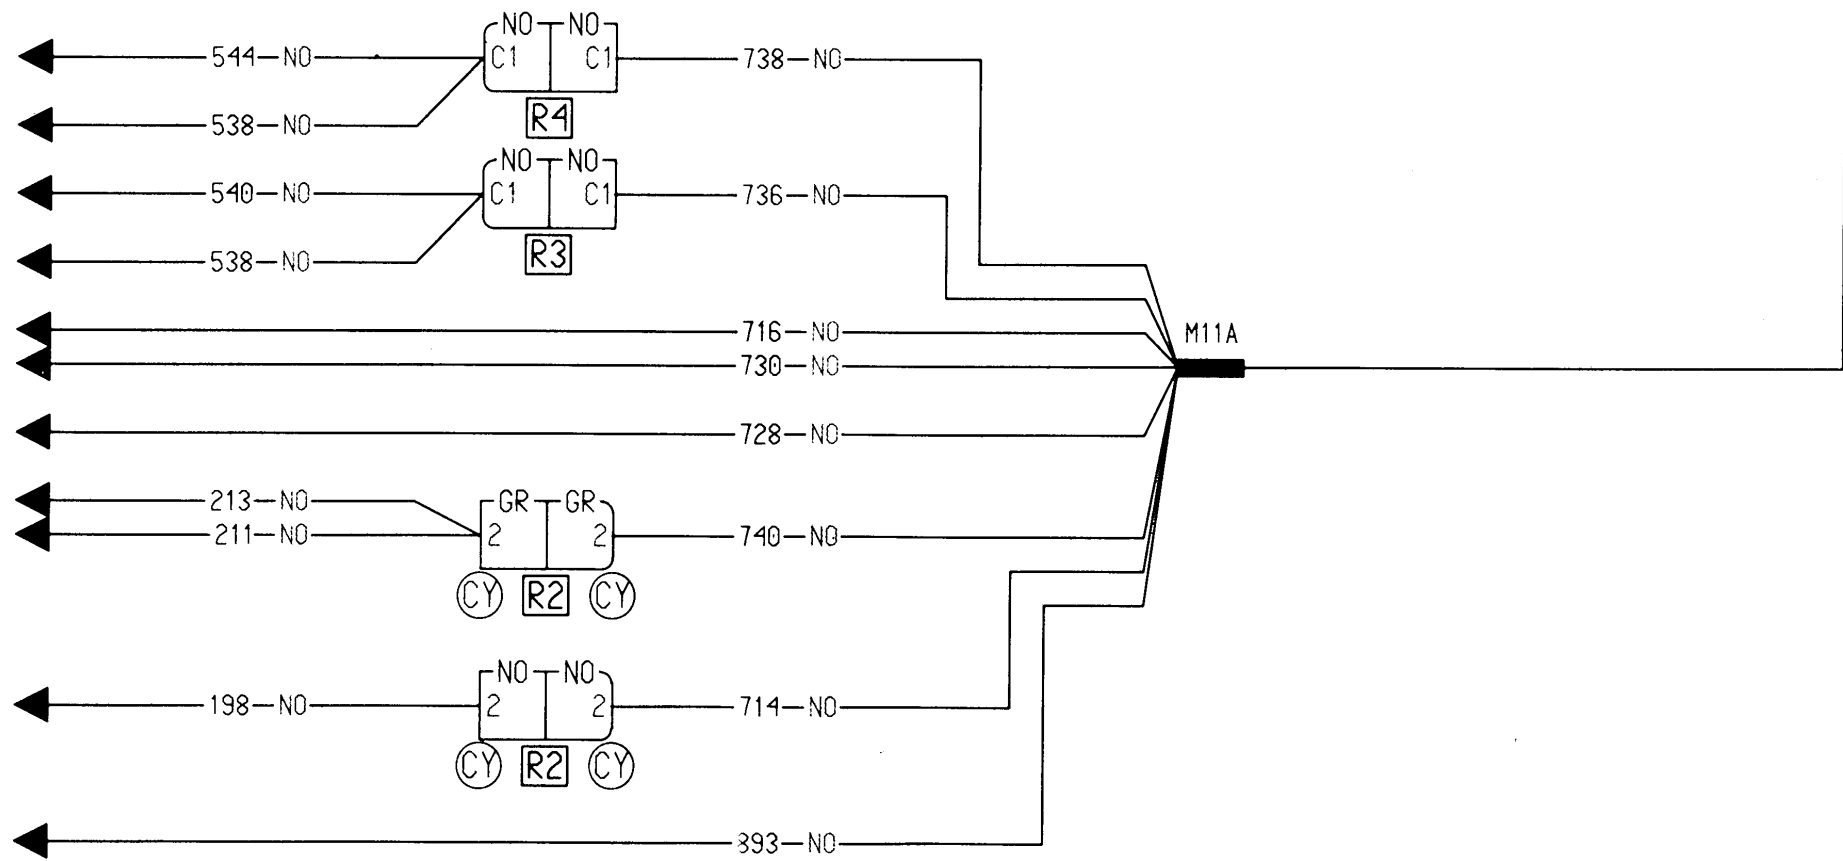 NO NO
544 NO C1 C1 738 NO
538 NO R4
NO NO
540 NO C1 C1 736 NO
538 NO R3
716 NO M11A
730 NO
728 NO
213 NO GR GR
211 NO 2 2 740 NO
CY R2 CY
NO NO
198 NO 2 2 714 NO
CY R2 CY
893 NO